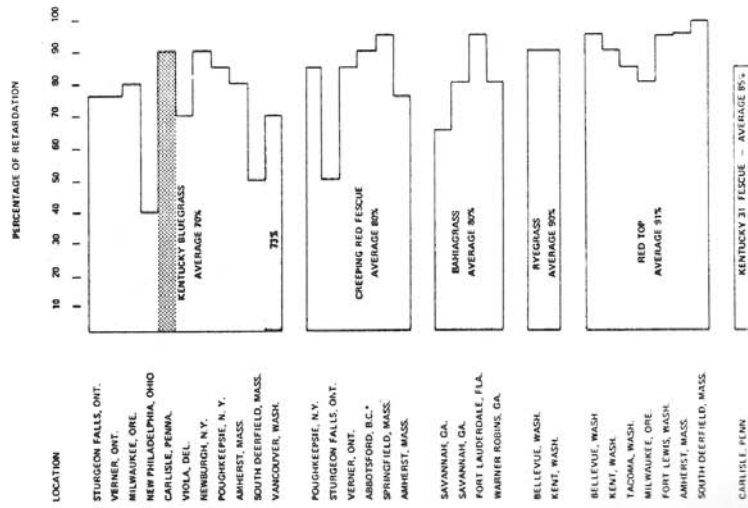 PERCENTAGE OF RETARDATION
10 20 30 40 50 60 70 80 90 100
LOCATION
STURGEON FALLS, ONT.
VERNER, ONT.
MILWAUKEE, ORE.
NEW PHILADELPHIA, OHIO
CARLISLE, PENNA.
VIOLA, DEL.
NEWBURGH, N.Y.
POUGHKEEPSIE, N.Y.
AMHERST, MASS.
SOUTH DEERFIELD, MASS.
VANCOUVER, WASH.
KENTUCKY BLUEGRASS
AVERAGE 70%
73%
POUGHKEEPSIE, N.Y.
STURGEON FALLS, ONT.
VERNER, ONT.
ABBOTSFORD, B.C.*
SPRINGFIELD, MASS.
AMHERST, MASS.
CREEPING RED FESCUE
AVERAGE 80%
SAVANNAH, GA.
SAVANNAH, GA.
FORT LAUDERDALE, FLA.
WARNER ROBINS, GA.
BAHIAGRASS
AVERAGE 80%
BELLEVUE, WASH.
KENT, WASH.
RYEGRASS
AVERAGE 90%
BELLEVUE, WASH
KENT, WASH.
TACOMA, WASH.
MILWAUKEE, ORE.
FORT LEWIS, WASH.
AMHERST, MASS.
SOUTH DEERFIELD, MASS.
RED TOP
AVERAGE 91%
CARLISLE, PENN
KENTUCKY 31 FESCUE – AVERAGE 85%